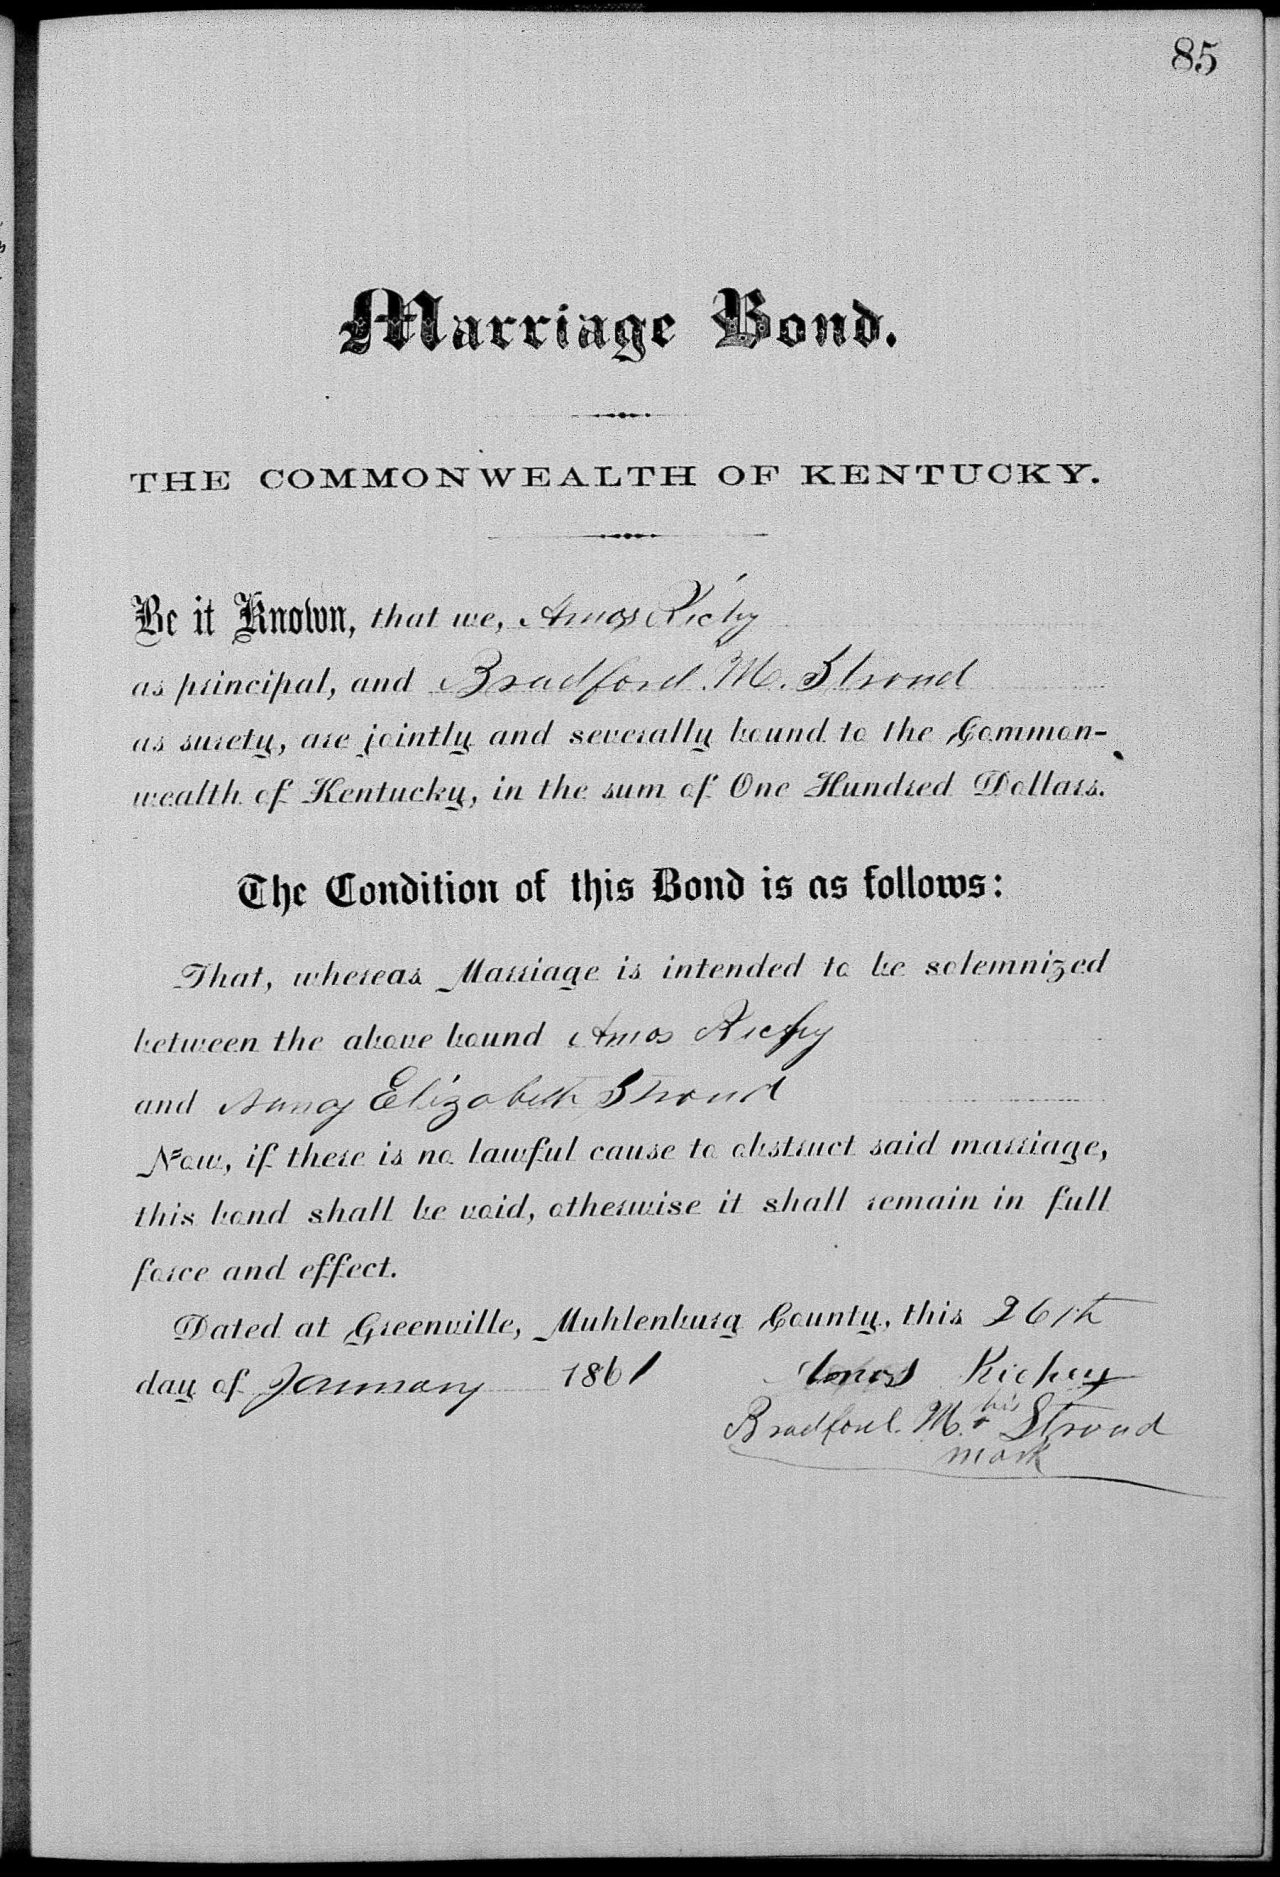 85
Marriage Bond.
THE COMMONWEALTH OF KENTUCKY.
Be it Known, that we, Amos Richy
as principal, and Bradford. M. Stroud
as surety, are jointly and severally bound to the Common-
wealth of Kentucky, in the sum of One Hundred Dollars.
The Condition of this Bond is as follows:
That, whereas Marriage is intended to be solemnized
between the above bound Amos Richy
and Nancy Elizabeth Stroud
Now, if there is no lawful cause to obstruct said marriage,
this bond shall be void, otherwise it shall remain in full
force and effect.
Dated at Greenville, Muhlenburg County, this 26th
day of January 1861 Amos Richey
his
Bradford. M. Stroud
mark